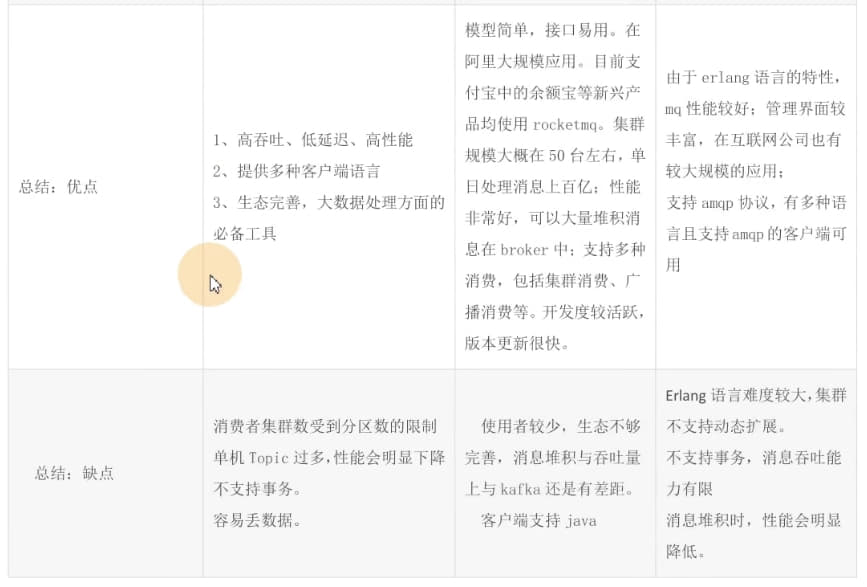 总结：优点
1、高吞吐、低延迟、高性能
2、提供多种客户端语言
3、生态完善，大数据处理方面的
必备工具
模型简单，接口易用。在
阿里大规模应用。目前支
付宝中的余额宝等新兴产
品均使用 rocketmq。集群
规模大概在 50 台左右，单
日处理消息上百亿；性能
非常好，可以大量堆积消
息在 broker 中；支持多种
消费，包括集群消费、广
播消费等。开发度较活跃，
版本更新很快。
由于 erlang 语言的特性，
mq 性能较好；管理界面较
丰富，在互联网公司也有
较大规模的应用；
支持 amqp 协议，有多种语
言且支持 amqp 的客户端可
用
总结：缺点
消费者集群数受到分区数的限制
单机 Topic 过多，性能会明显下降
不支持事务。
容易丢数据。
使用者较少，生态不够
完善，消息堆积与吞吐量
上与 kafka 还是有差距。
客户端支持 java
Erlang 语言难度较大，集群
不支持动态扩展。
不支持事务，消息吞吐能
力有限
消息堆积时，性能会明显
降低。